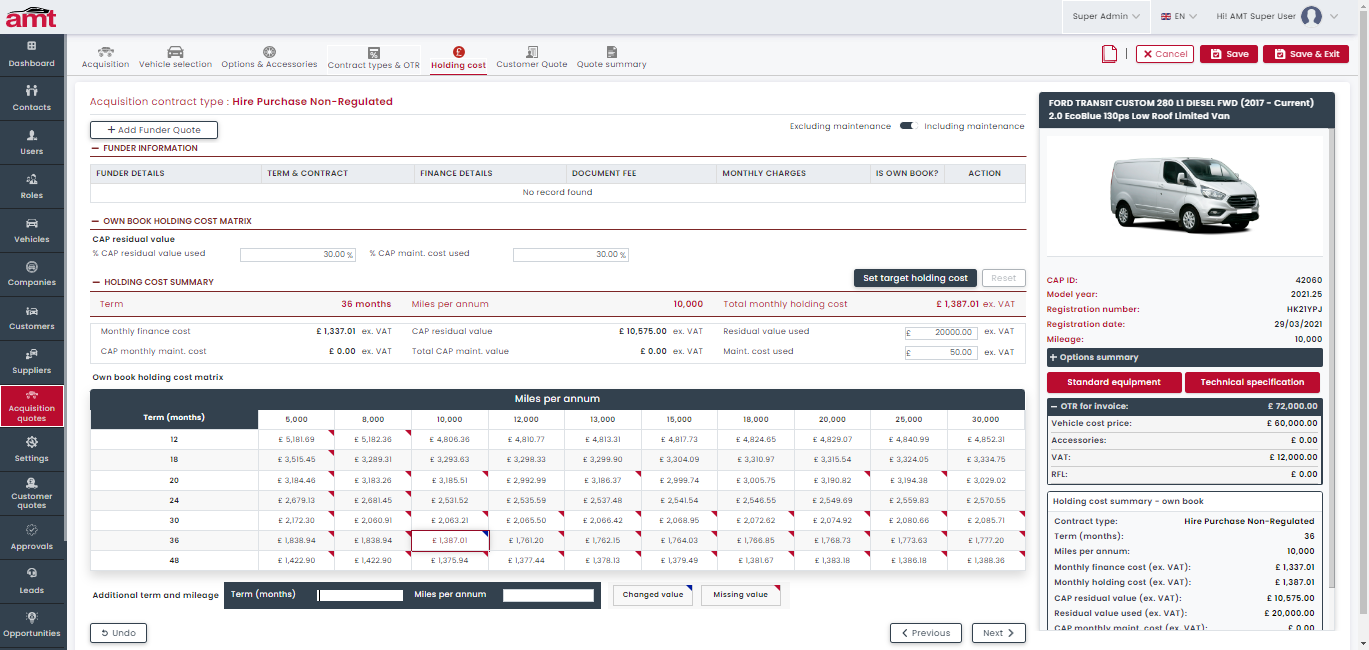 amt
Super Admin
EN
Hi! AMT Super User
Dashboard
Contacts
Users
Roles
Vehicles
Companies
Customers
Suppliers
Acquisition
quotes
Settings
Customer
quotes
Approvals
Leads
Opportunities
Acquisition Vehicle selection Options & Accessories Contract types & OTR Holding cost Customer Quote Quote summary
Cancel Save Save & Exit
Acquisition contract type : Hire Purchase Non-Regulated
+ Add Funder Quote
Excluding maintenance Including maintenance
FUNDER INFORMATION
FUNDER DETAILS TERM & CONTRACT FINANCE DETAILS DOCUMENT FEE MONTHLY CHARGES IS OWN BOOK? ACTION
No record found
OWN BOOK HOLDING COST MATRIX
CAP residual value
% CAP residual value used 30.00 % % CAP maint. cost used 30.00 %
HOLDING COST SUMMARY
Set target holding cost Reset
Term 36 months Miles per annum 10,000 Total monthly holding cost £ 1,387.01 ex. VAT
Monthly finance cost £ 1,337.01 ex. VAT CAP residual value £ 10,575.00 ex. VAT Residual value used £ 20000.00 ex. VAT
CAP monthly maint. cost £ 0.00 ex. VAT Total CAP maint. value £ 0.00 ex. VAT Maint. cost used £ 50.00 ex. VAT
Own book holding cost matrix
Miles per annum
Term (months) 5,000 8,000 10,000 12,000 13,000 15,000 18,000 20,000 25,000 30,000
12 £ 5,181.69 £ 5,182.36 £ 4,806.36 £ 4,810.77 £ 4,813.31 £ 4,817.73 £ 4,824.65 £ 4,829.07 £ 4,840.99 £ 4,852.31
18 £ 3,515.45 £ 3,289.31 £ 3,293.63 £ 3,298.33 £ 3,299.90 £ 3,304.09 £ 3,310.97 £ 3,315.54 £ 3,324.05 £ 3,334.75
20 £ 3,184.46 £ 3,183.26 £ 3,185.51 £ 2,992.99 £ 3,186.37 £ 2,999.74 £ 3,005.75 £ 3,190.82 £ 3,194.38 £ 3,029.02
24 £ 2,679.13 £ 2,681.45 £ 2,531.52 £ 2,535.59 £ 2,537.48 £ 2,541.54 £ 2,546.55 £ 2,549.69 £ 2,559.83 £ 2,570.55
30 £ 2,172.30 £ 2,060.91 £ 2,063.21 £ 2,065.50 £ 2,066.42 £ 2,068.95 £ 2,072.62 £ 2,074.92 £ 2,080.66 £ 2,085.71
36 £ 1,838.94 £ 1,838.94 £ 1,387.01 £ 1,761.20 £ 1,762.15 £ 1,764.03 £ 1,766.85 £ 1,768.73 £ 1,773.63 £ 1,777.20
48 £ 1,422.90 £ 1,422.90 £ 1,375.94 £ 1,377.44 £ 1,378.13 £ 1,379.49 £ 1,381.67 £ 1,383.18 £ 1,386.18 £ 1,388.36
Additional term and mileage Term (months) Miles per annum Changed value Missing value
Undo Previous Next
FORD TRANSIT CUSTOM 280 L1 DIESEL FWD (2017 - Current)
2.0 EcoBlue 130ps Low Roof Limited Van
CAP ID: 42060
Model year: 2021.25
Registration number: HK21YPJ
Registration date: 29/03/2021
Mileage: 10,000
+ Options summary
Standard equipment Technical specification
OTR for invoice: £ 72,000.00
Vehicle cost price: £ 60,000.00
Accessories: £ 0.00
VAT: £ 12,000.00
RFL: £ 0.00
Holding cost summary - own book
Contract type: Hire Purchase Non-Regulated
Term (months): 36
Miles per annum: 10,000
Monthly finance cost (ex. VAT): £ 1,337.01
Monthly holding cost (ex. VAT): £ 1,387.01
CAP residual value (ex. VAT): £ 10,575.00
Residual value used (ex. VAT): £ 20,000.00
CAP monthly maint. cost (ex. VAT): £ 0.00